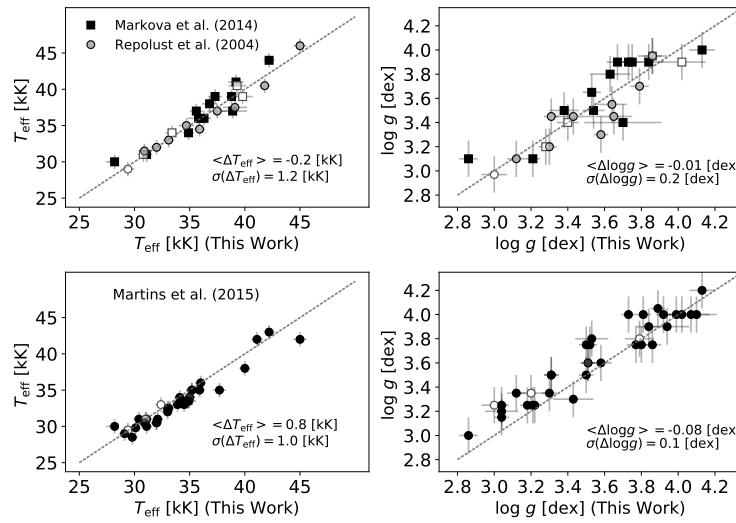 Markova et al. (2014)
Repolust et al. (2004)
T_eff [kK]
45
40
35
30
25
<ΔT_eff> = -0.2 [kK]
σ(ΔT_eff) = 1.2 [kK]
25 30 35 40 45
T_eff [kK] (This Work)
log g [dex]
4.2
4.0
3.8
3.6
3.4
3.2
3.0
2.8
<Δlog g> = -0.01 [dex
σ(Δlog g) = 0.2 [dex]
2.8 3.0 3.2 3.4 3.6 3.8 4.0 4.2
log g [dex] (This Work)
Martins et al. (2015)
T_eff [kK]
45
40
35
30
25
<ΔT_eff> = 0.8 [kK]
σ(ΔT_eff) = 1.0 [kK]
25 30 35 40 45
T_eff [kK] (This Work)
log g [dex]
4.2
4.0
3.8
3.6
3.4
3.2
3.0
2.8
<Δlog g> = -0.08 [dex]
σ(Δlog g) = 0.1 [dex]
2.8 3.0 3.2 3.4 3.6 3.8 4.0 4.2
log g [dex] (This Work)